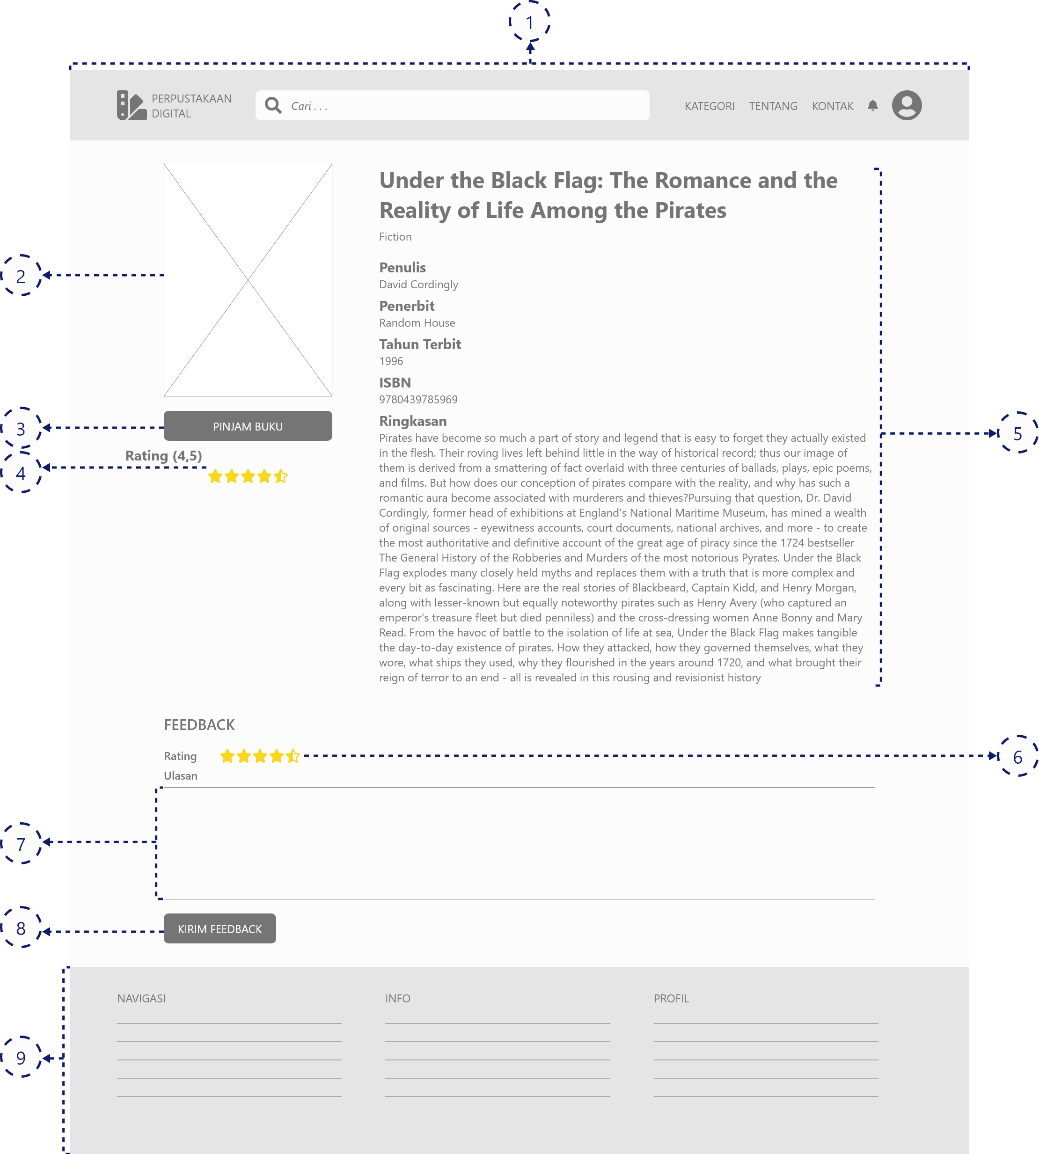 1
PERPUSTAKAAN
DIGITAL
Cari . . .
KATEGORI TENTANG KONTAK
Under the Black Flag: The Romance and the
Reality of Life Among the Pirates
Fiction
Penulis
David Cordingly
Penerbit
Random House
Tahun Terbit
1996
ISBN
9780439785969
Ringkasan
Pirates have become so much a part of story and legend that is easy to forget they actually existed
in the flesh. Their roving lives left behind little in the way of historical record; thus our image of
them is derived from a smattering of fact overlaid with three centuries of ballads, plays, epic poems,
and films. But how does our conception of pirates compare with the reality, and why has such a
romantic aura become associated with murderers and thieves?Pursuing that question, Dr. David
Cordingly, former head of exhibitions at England's National Maritime Museum, has mined a wealth
of original sources - eyewitness accounts, court documents, national archives, and more - to create
the most authoritative and definitive account of the great age of piracy since the 1724 bestseller
The General History of the Robberies and Murders of the most notorious Pyrates. Under the Black
Flag explodes many closely held myths and replaces them with a truth that is more complex and
every bit as fascinating. Here are the real stories of Blackbeard, Captain Kidd, and Henry Morgan,
along with lesser-known but equally noteworthy pirates such as Henry Avery (who captured an
emperor's treasure fleet but died penniless) and the cross-dressing women Anne Bonny and Mary
Read. From the havoc of battle to the isolation of life at sea, Under the Black Flag makes tangible
the day-to-day existence of pirates. How they attacked, how they governed themselves, what they
wore, what ships they used, why they flourished in the years around 1720, and what brought their
reign of terror to an end - all is revealed in this rousing and revisionist history
2
3
PINJAM BUKU
4
Rating (4,5)
5
FEEDBACK
Rating
6
Ulasan
7
8
KIRIM FEEDBACK
9
NAVIGASI
INFO
PROFIL